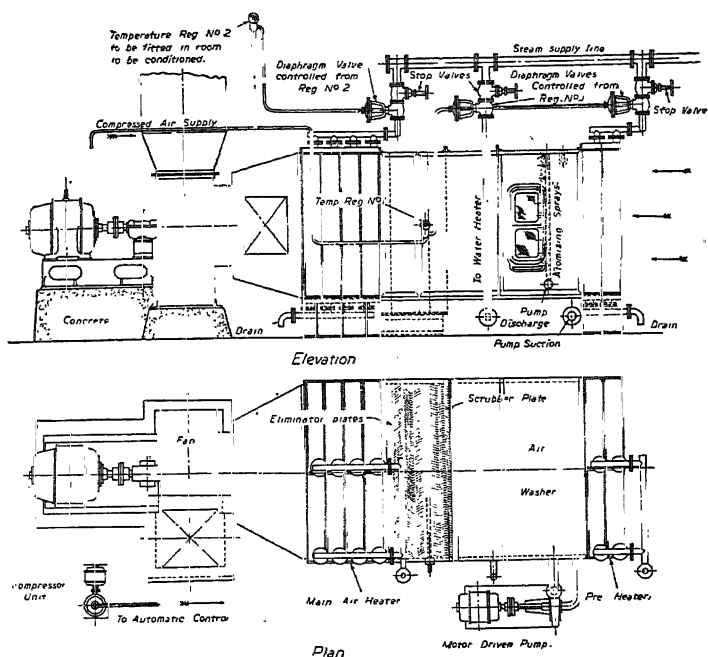 Temperature Reg Nº 2
to be fitted in room
to be conditioned.
Steam supply line
Diaphragm Valve
controlled from
Reg Nº 2
Stop Valves
Diaphragm Valves
Controlled from
Reg. Nº 1
Stop Valve
Compressed Air Supply
Temp Reg Nº 1
To Water Heater
Atomising Sprays
Concrete
Drain
Pump
Discharge
Pump Suction
Drain
Elevation
Scrubber Plate
Eliminator plates
Fan
Air
Washer
Compressor
Unit
To Automatic Control
Main Air Heater
Pre Heater
Motor Driven Pump.
Plan